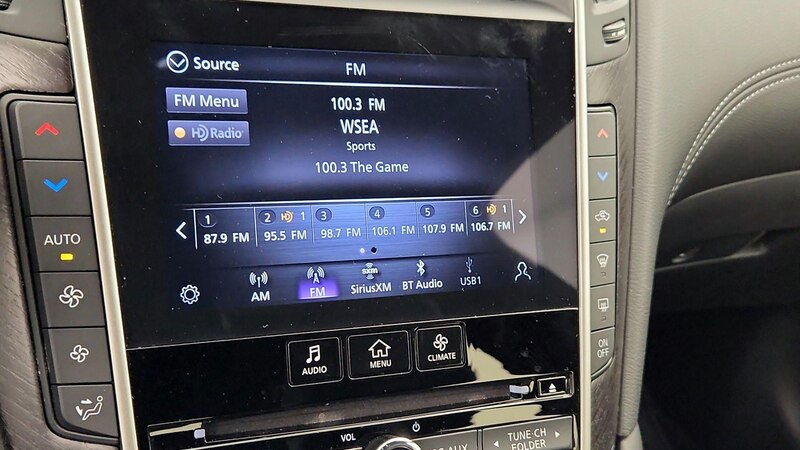 Source
FM
FM Menu
100.3 FM
HD Radio
WSEA
Sports
100.3 The Game
1 2 HD 1 3 4 5 6 HD 1
87.9 FM 95.5 FM 98.7 FM 106.1 FM 107.9 FM 106.7 FM
AM FM SiriusXM BT Audio USB1
sxm
AUTO
ON
OFF
AUDIO MENU CLIMATE
VOL
AUX
TUNE·CH
FOLDER